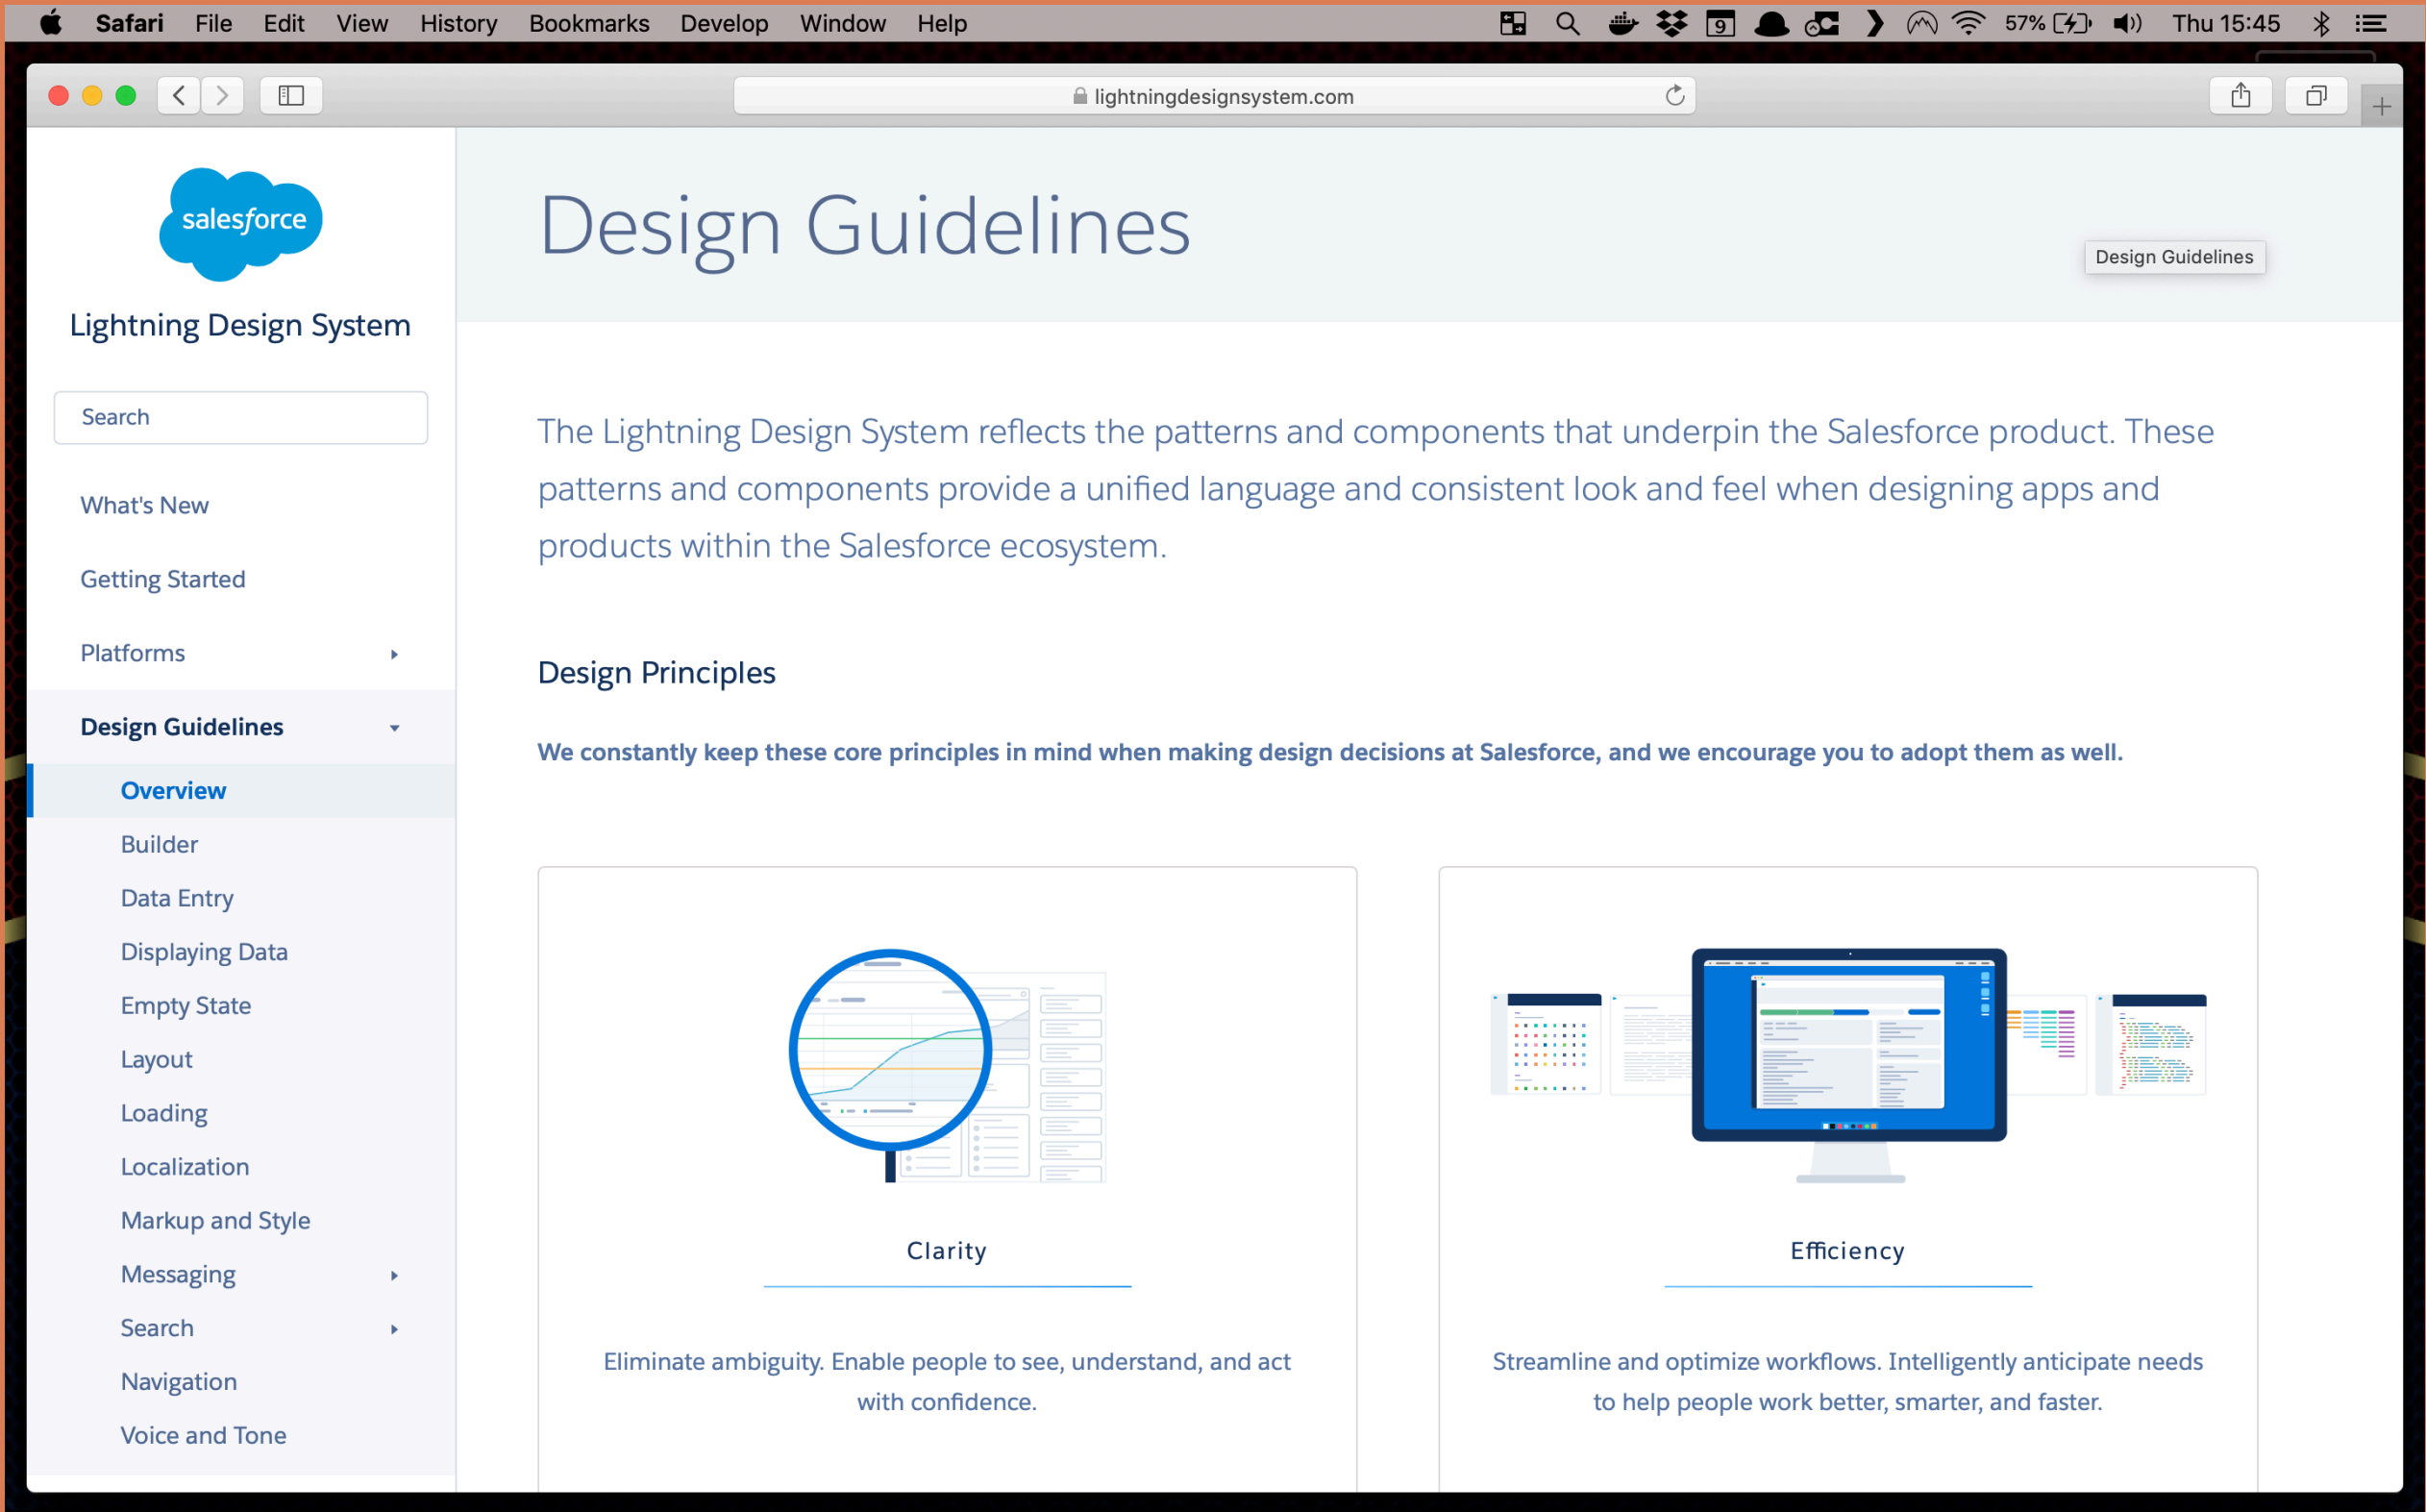 Safari File Edit View History Bookmarks Develop Window Help 9 57% Thu 15:45
lightningdesignsystem.com
salesforce
Lightning Design System
Search
What's New
Getting Started
Platforms
Design Guidelines
Overview
Builder
Data Entry
Displaying Data
Empty State
Layout
Loading
Localization
Markup and Style
Messaging
Search
Navigation
Voice and Tone
Design Guidelines
Design Guidelines
The Lightning Design System reflects the patterns and components that underpin the Salesforce product. These
patterns and components provide a unified language and consistent look and feel when designing apps and
products within the Salesforce ecosystem.
Design Principles
We constantly keep these core principles in mind when making design decisions at Salesforce, and we encourage you to adopt them as well.
Clarity
Eliminate ambiguity. Enable people to see, understand, and act
with confidence.
Efficiency
Streamline and optimize workflows. Intelligently anticipate needs
to help people work better, smarter, and faster.